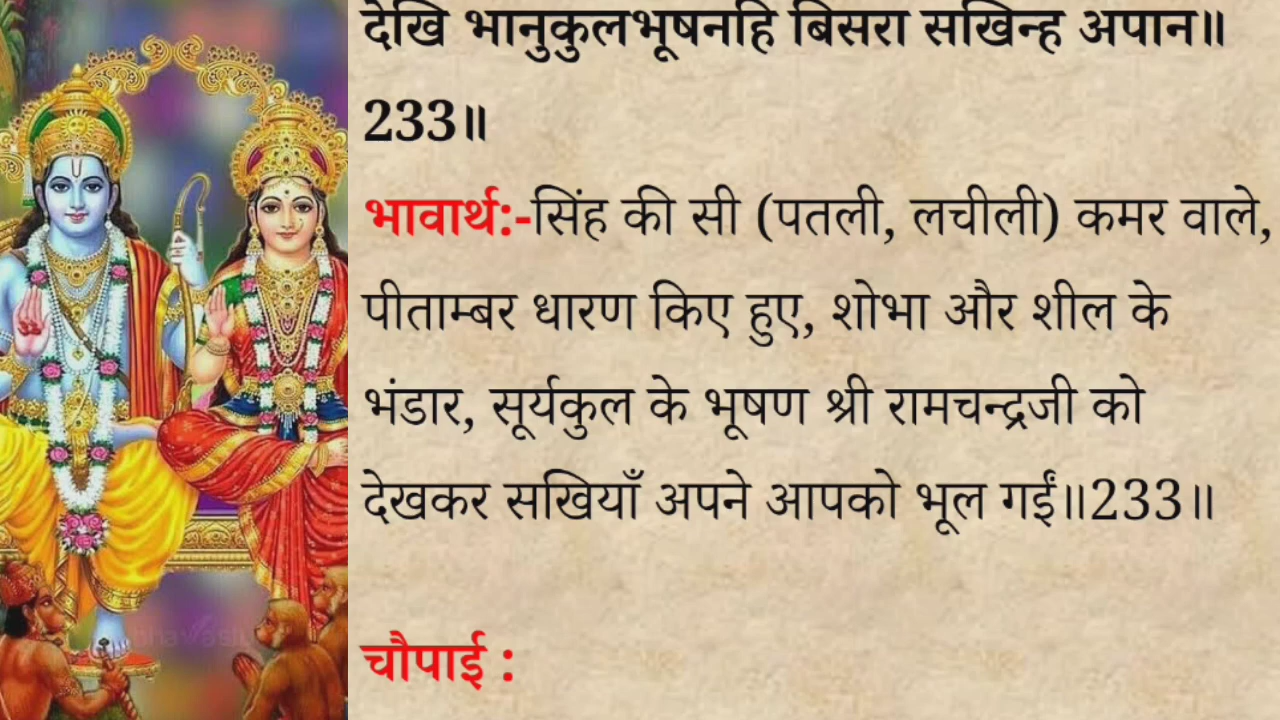 देखि भानुकुलभूषनहि बिसरा सखिन्ह अपान॥
233॥
भावार्थ:-सिंह की सी (पतली, लचीली) कमर वाले,
पीताम्बर धारण किए हुए, शोभा और शील के
भंडार, सूर्यकुल के भूषण श्री रामचन्द्रजी को
देखकर सखियाँ अपने आपको भूल गईं॥233॥
चौपाई :